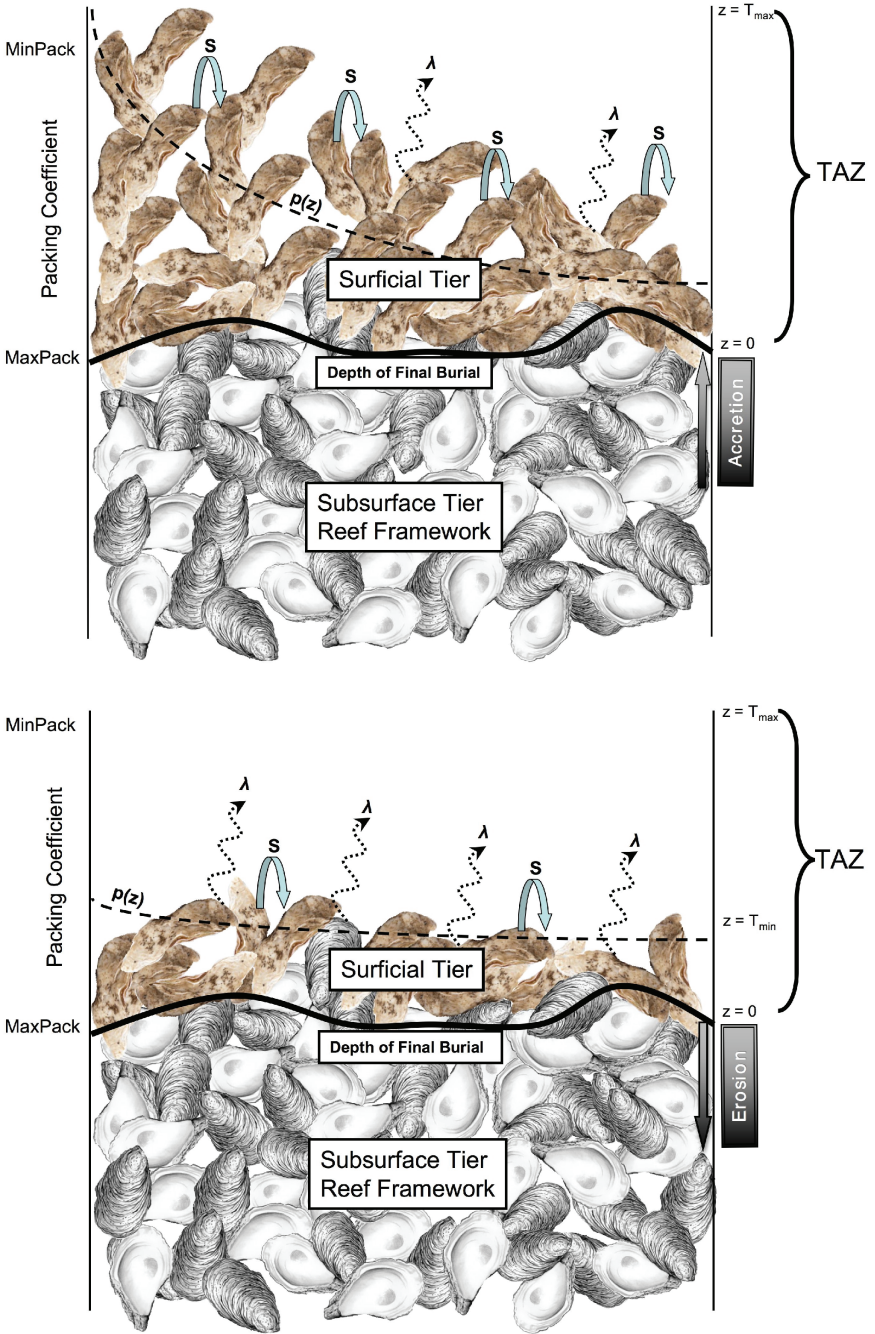 z = Tmax
MinPack
S
S
λ
λ
S
S
TAZ
Packing Coefficient
p(z)
Surficial Tier
z = 0
MaxPack
Depth of Final Burial
Accretion
Subsurface Tier
Reef Framework
MinPack
z = Tmax
λ
λ
λ
λ
S
S
TAZ
Packing Coefficient
p(z)
z = Tmin
Surficial Tier
z = 0
MaxPack
Depth of Final Burial
Erosion
Subsurface Tier
Reef Framework